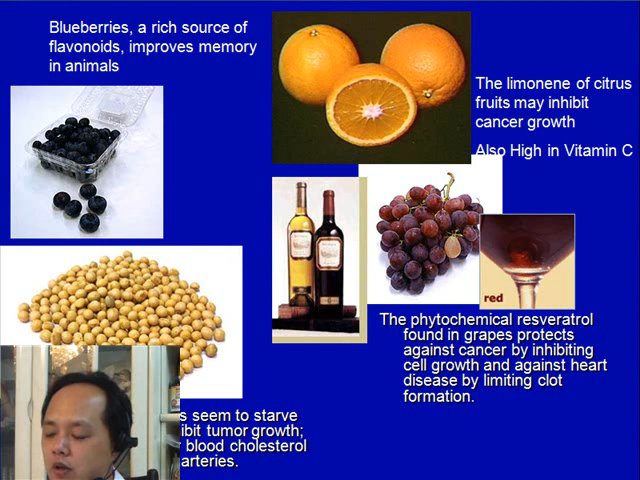 Blueberries, a rich source of
flavonoids, improves memory
in animals
The limonene of citrus
fruits may inhibit
cancer growth
Also High in Vitamin C
red
The phytochemical resveratrol
found in grapes protects
against cancer by inhibiting
cell growth and against heart
disease by limiting clot
formation.
s seem to starve
ibit tumor growth;
blood cholesterol
arteries.